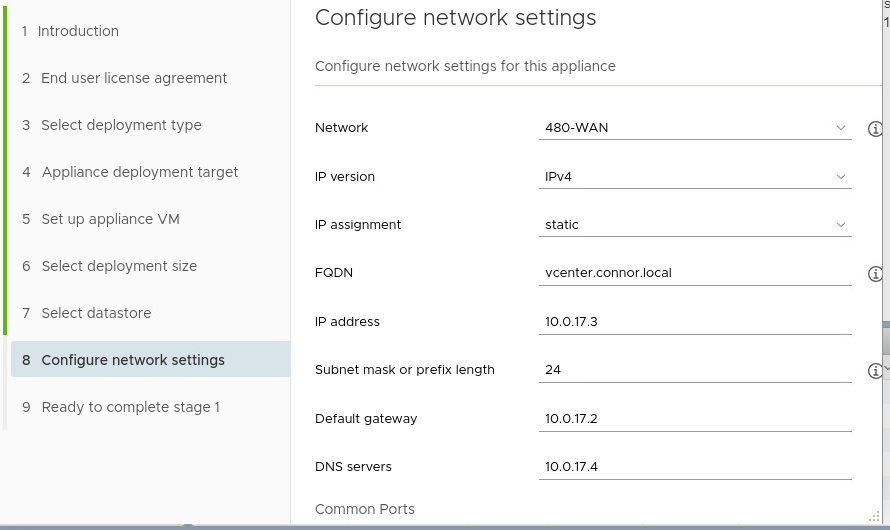 Configure network settings
1 Introduction
Configure network settings for this appliance
2 End user license agreement
3 Select deployment type
Network 480-WAN
4 Appliance deployment target
IP version IPv4
5 Set up appliance VM
IP assignment static
6 Select deployment size
FQDN vcenter.connor.local
7 Select datastore
IP address 10.0.17.3
8 Configure network settings
Subnet mask or prefix length 24
9 Ready to complete stage 1
Default gateway 10.0.17.2
DNS servers 10.0.17.4
Common Ports